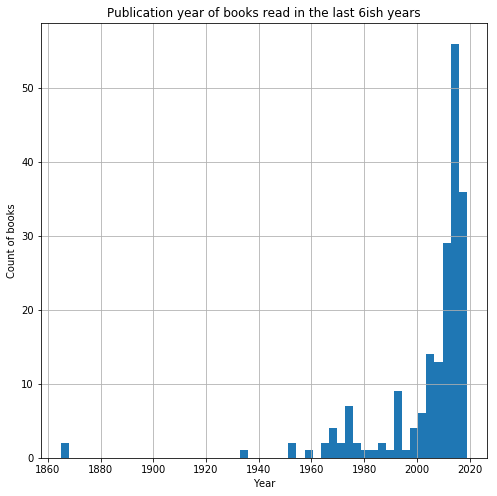 Publication year of books read in the last 6ish years
Count of books
50
40
30
20
10
0
1860 1880 1900 1920 1940 1960 1980 2000 2020
Year